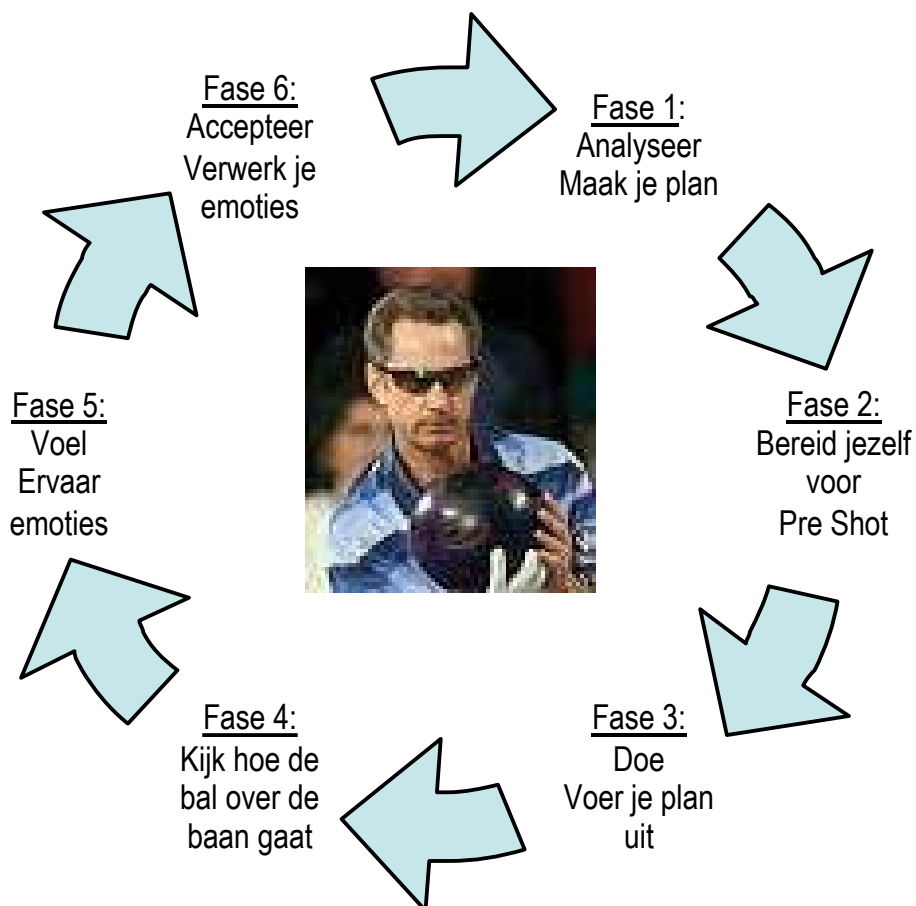 Fase 1:
Analyseer
Maak je plan
Fase 2:
Bereid jezelf
voor
Pre Shot
Fase 3:
Doe
Voer je plan
uit
Fase 4:
Kijk hoe de
bal over de
baan gaat
Fase 5:
Voel
Ervaar
emoties
Fase 6:
Accepteer
Verwerk je
emoties